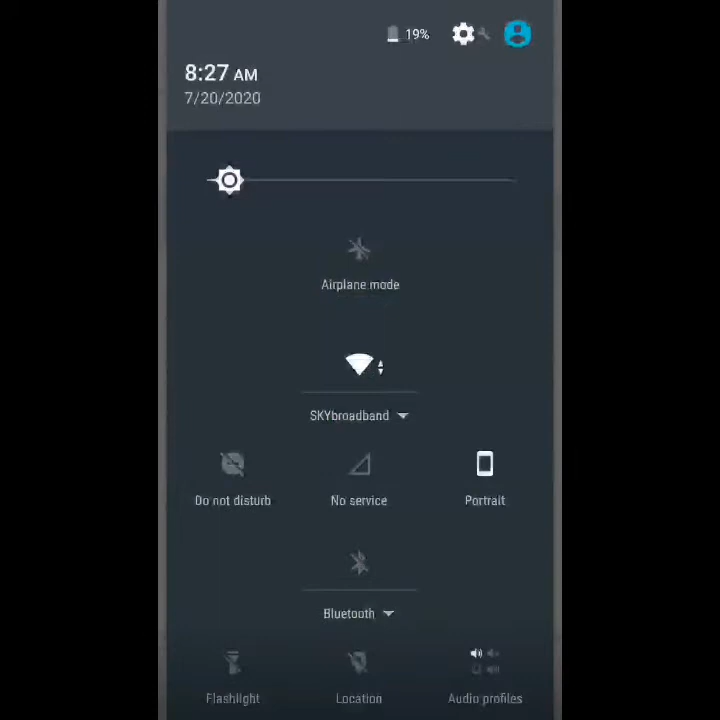 19%
8:27 AM
7/20/2020
Airplane mode
SKYbroadband
Do not disturb
No service
Portrait
Bluetooth
Flashlight
Location
Audio profiles